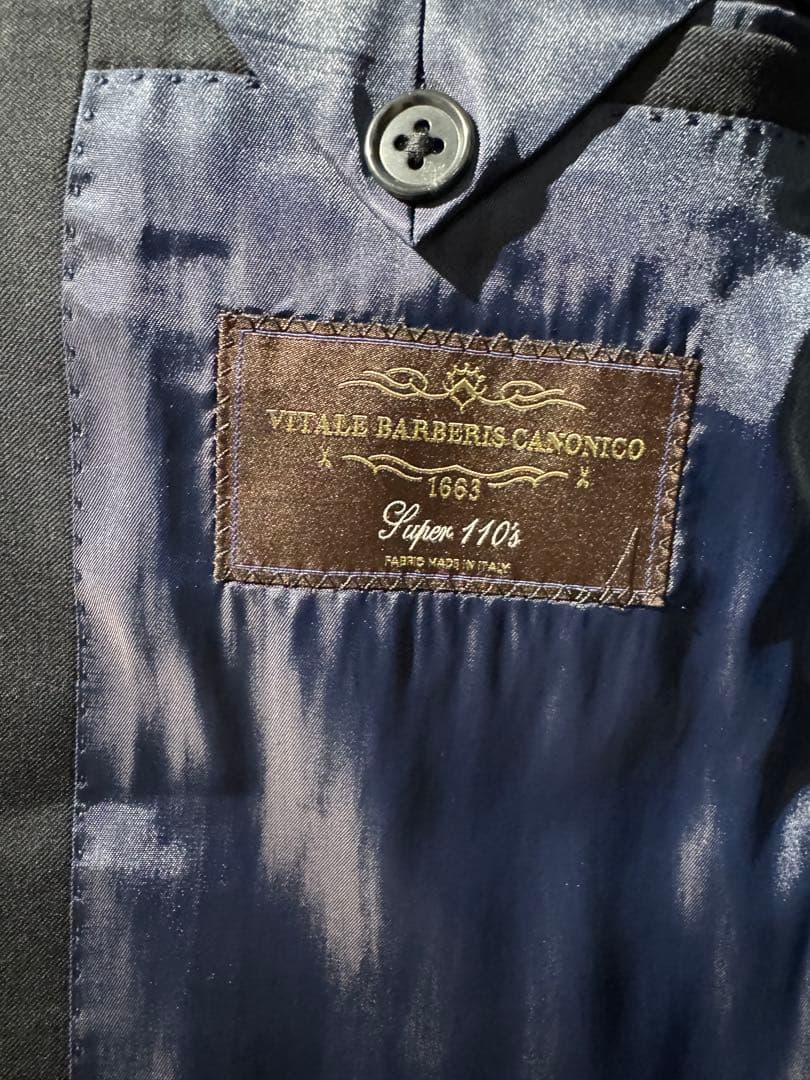 VITALE BARBERIS CANONICO
1663
Super 110's
FABRIC MADE IN ITALY